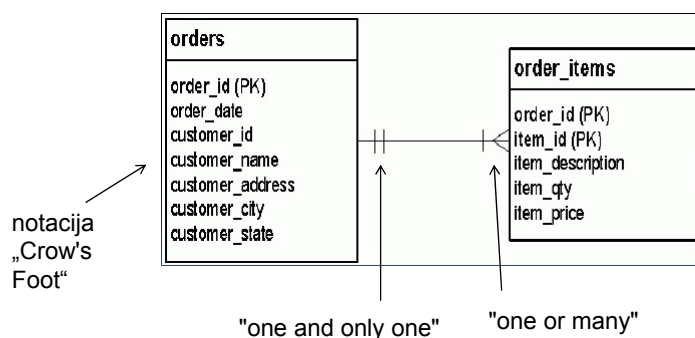 orders
order_id (PK)
order_date
customer_id
customer_name
customer_address
customer_city
customer_state
order_items
order_id (PK)
item_id (PK)
item_description
item_qty
item_price
notacija
„Crow's
Foot“
"one and only one"
"one or many"